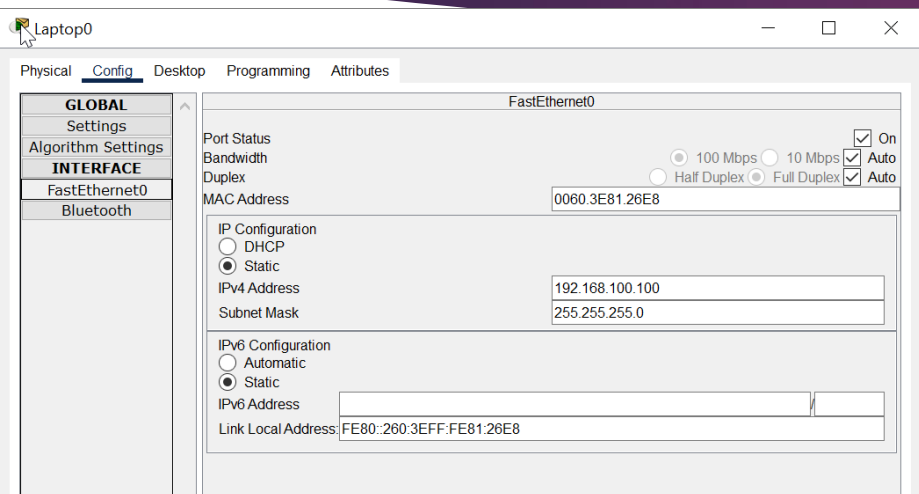 Laptop0
Physical Config Desktop Programming Attributes
GLOBAL
Settings
Algorithm Settings
INTERFACE
FastEthernet0
Bluetooth
FastEthernet0
Port Status On
Bandwidth 100 Mbps 10 Mbps Auto
Duplex Half Duplex Full Duplex Auto
MAC Address 0060.3E81.26E8
IP Configuration
DHCP
Static
IPv4 Address 192.168.100.100
Subnet Mask 255.255.255.0
IPv6 Configuration
Automatic
Static
IPv6 Address /
Link Local Address: FE80::260:3EFF:FE81:26E8